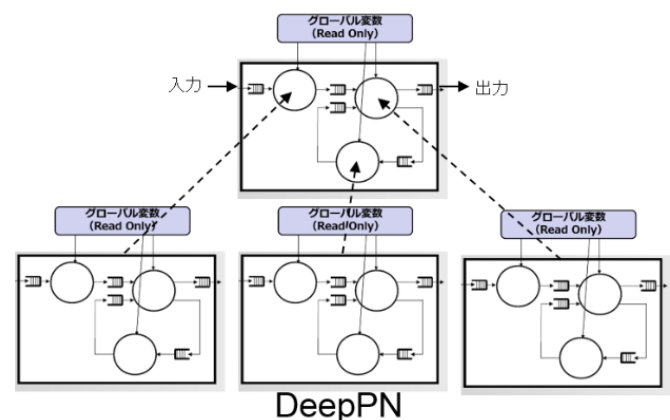 グローバル変数
(Read Only)
入力
出力
グローバル変数
(Read Only)
グローバル変数
(Read Only)
グローバル変数
(Read Only)
DeepPN